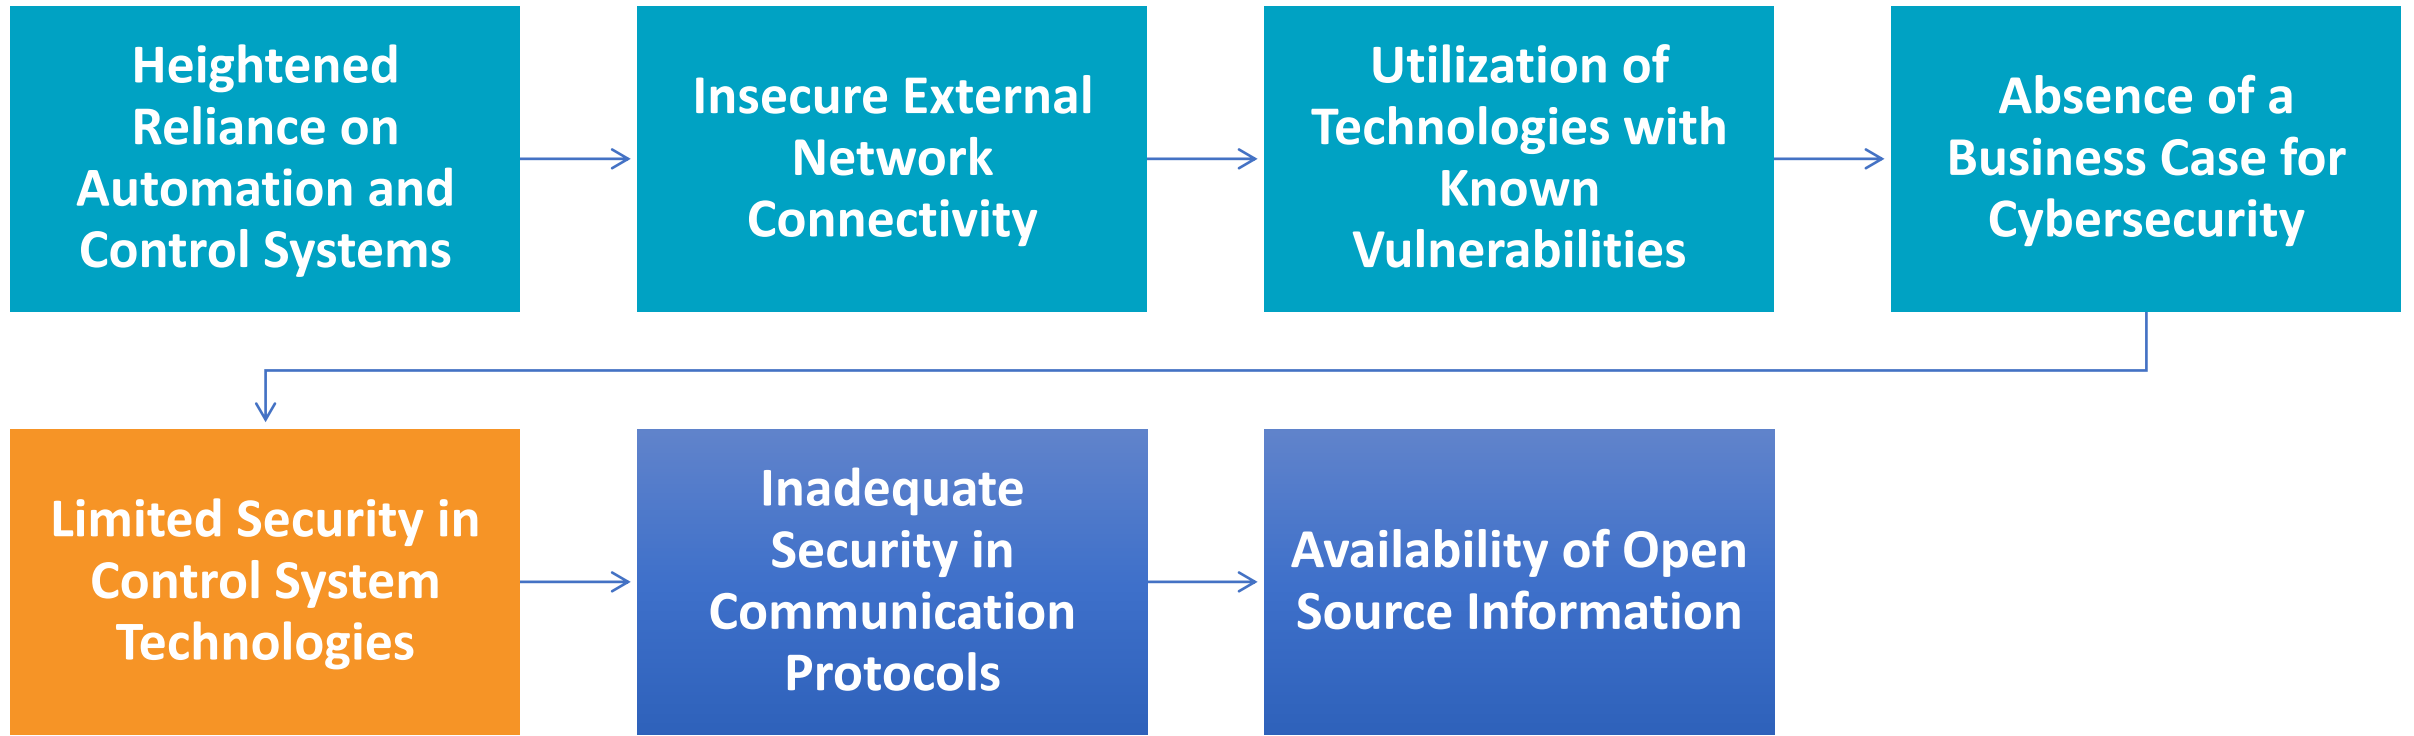 Heightened
Reliance on
Automation and
Control Systems
Insecure External
Network
Connectivity
Utilization of
Technologies with
Known
Vulnerabilities
Absence of a
Business Case for
Cybersecurity
Limited Security in
Control System
Technologies
Inadequate
Security in
Communication
Protocols
Availability of Open
Source Information